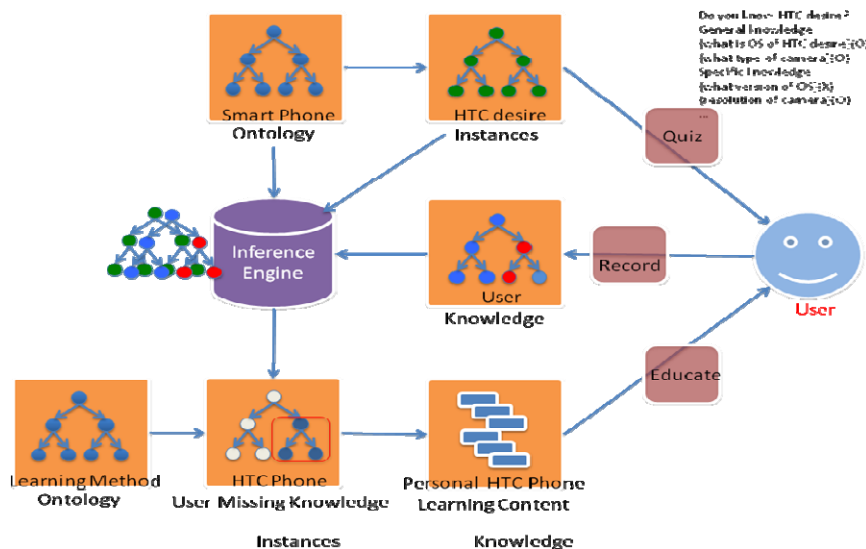 Do you know HTC desire?
General knowledge
[what is OS of HTC desire](O)
[what type of camera](O)
Specific knowledge
[what version of OS](X)
[resolution of camera](O)
...
Smart Phone
Ontology
HTC desire
Instances
Quiz
Inference
Engine
User
Knowledge
Record
User
Educate
Learning Method
Ontology
HTC Phone
User Missing Knowledge
Instances
Personal HTC Phone
Learning Content
Knowledge